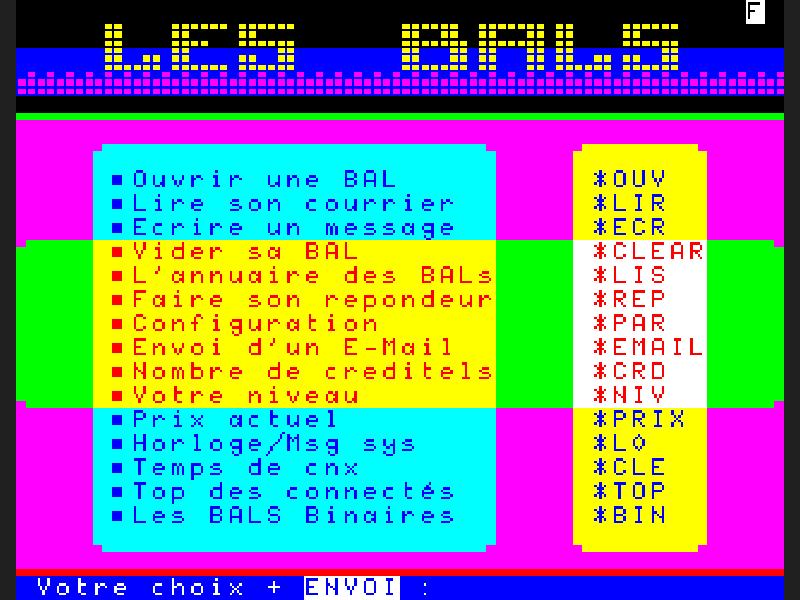 F
LES BALS
Ouvrir une BAL *OUV
Lire son courrier *LIR
Ecrire un message *ECR
Vider sa BAL *CLEAR
L'annuaire des BALs *LIS
Faire son repondeur *REP
Configuration *PAR
Envoi d'un E-Mail *EMAIL
Nombre de creditels *CRD
Votre niveau *NIV
Prix actuel *PRIX
Horloge/Msg sys *L◊
Temps de cnx *CLE
Top des connectés *TOP
Les BALS Binaires *BIN
Votre choix + ENVOI :